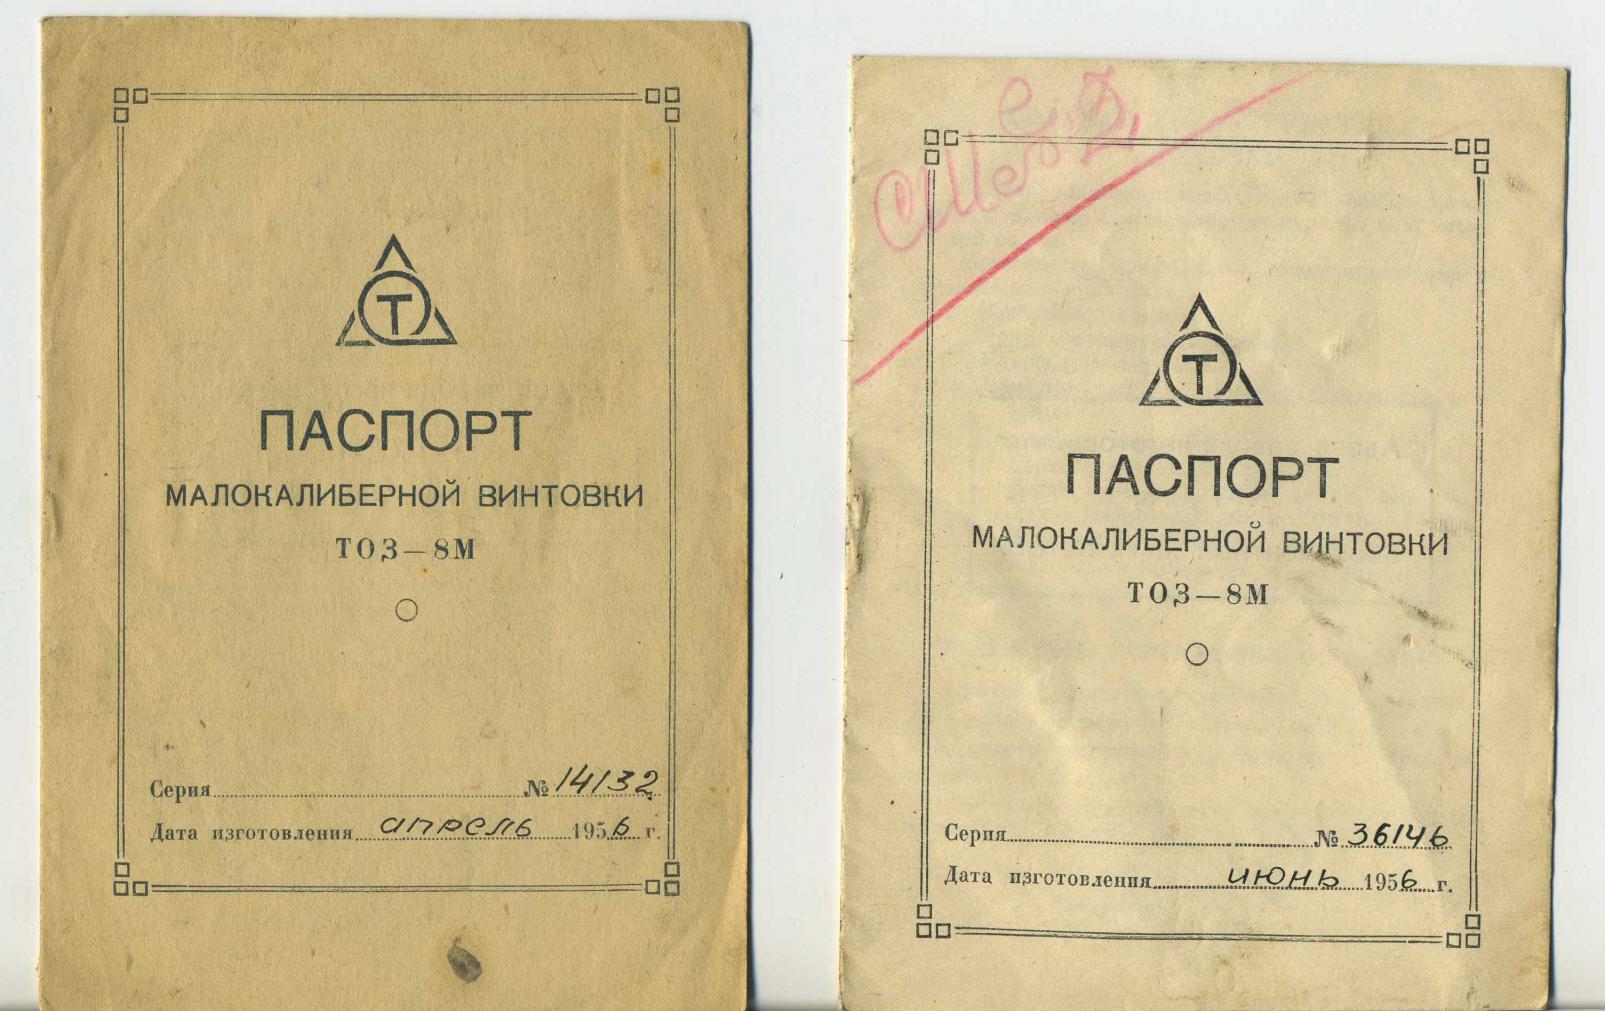 Т
ПАСПОРТ
МАЛОКАЛИБЕРНОЙ ВИНТОВКИ
ТОЗ—8М
Серия № 14132
Дата изготовления апрель 1956 г.
Т
ПАСПОРТ
МАЛОКАЛИБЕРНОЙ ВИНТОВКИ
ТОЗ—8М
Серия № 36146
Дата изготовления июнь 1956 г.